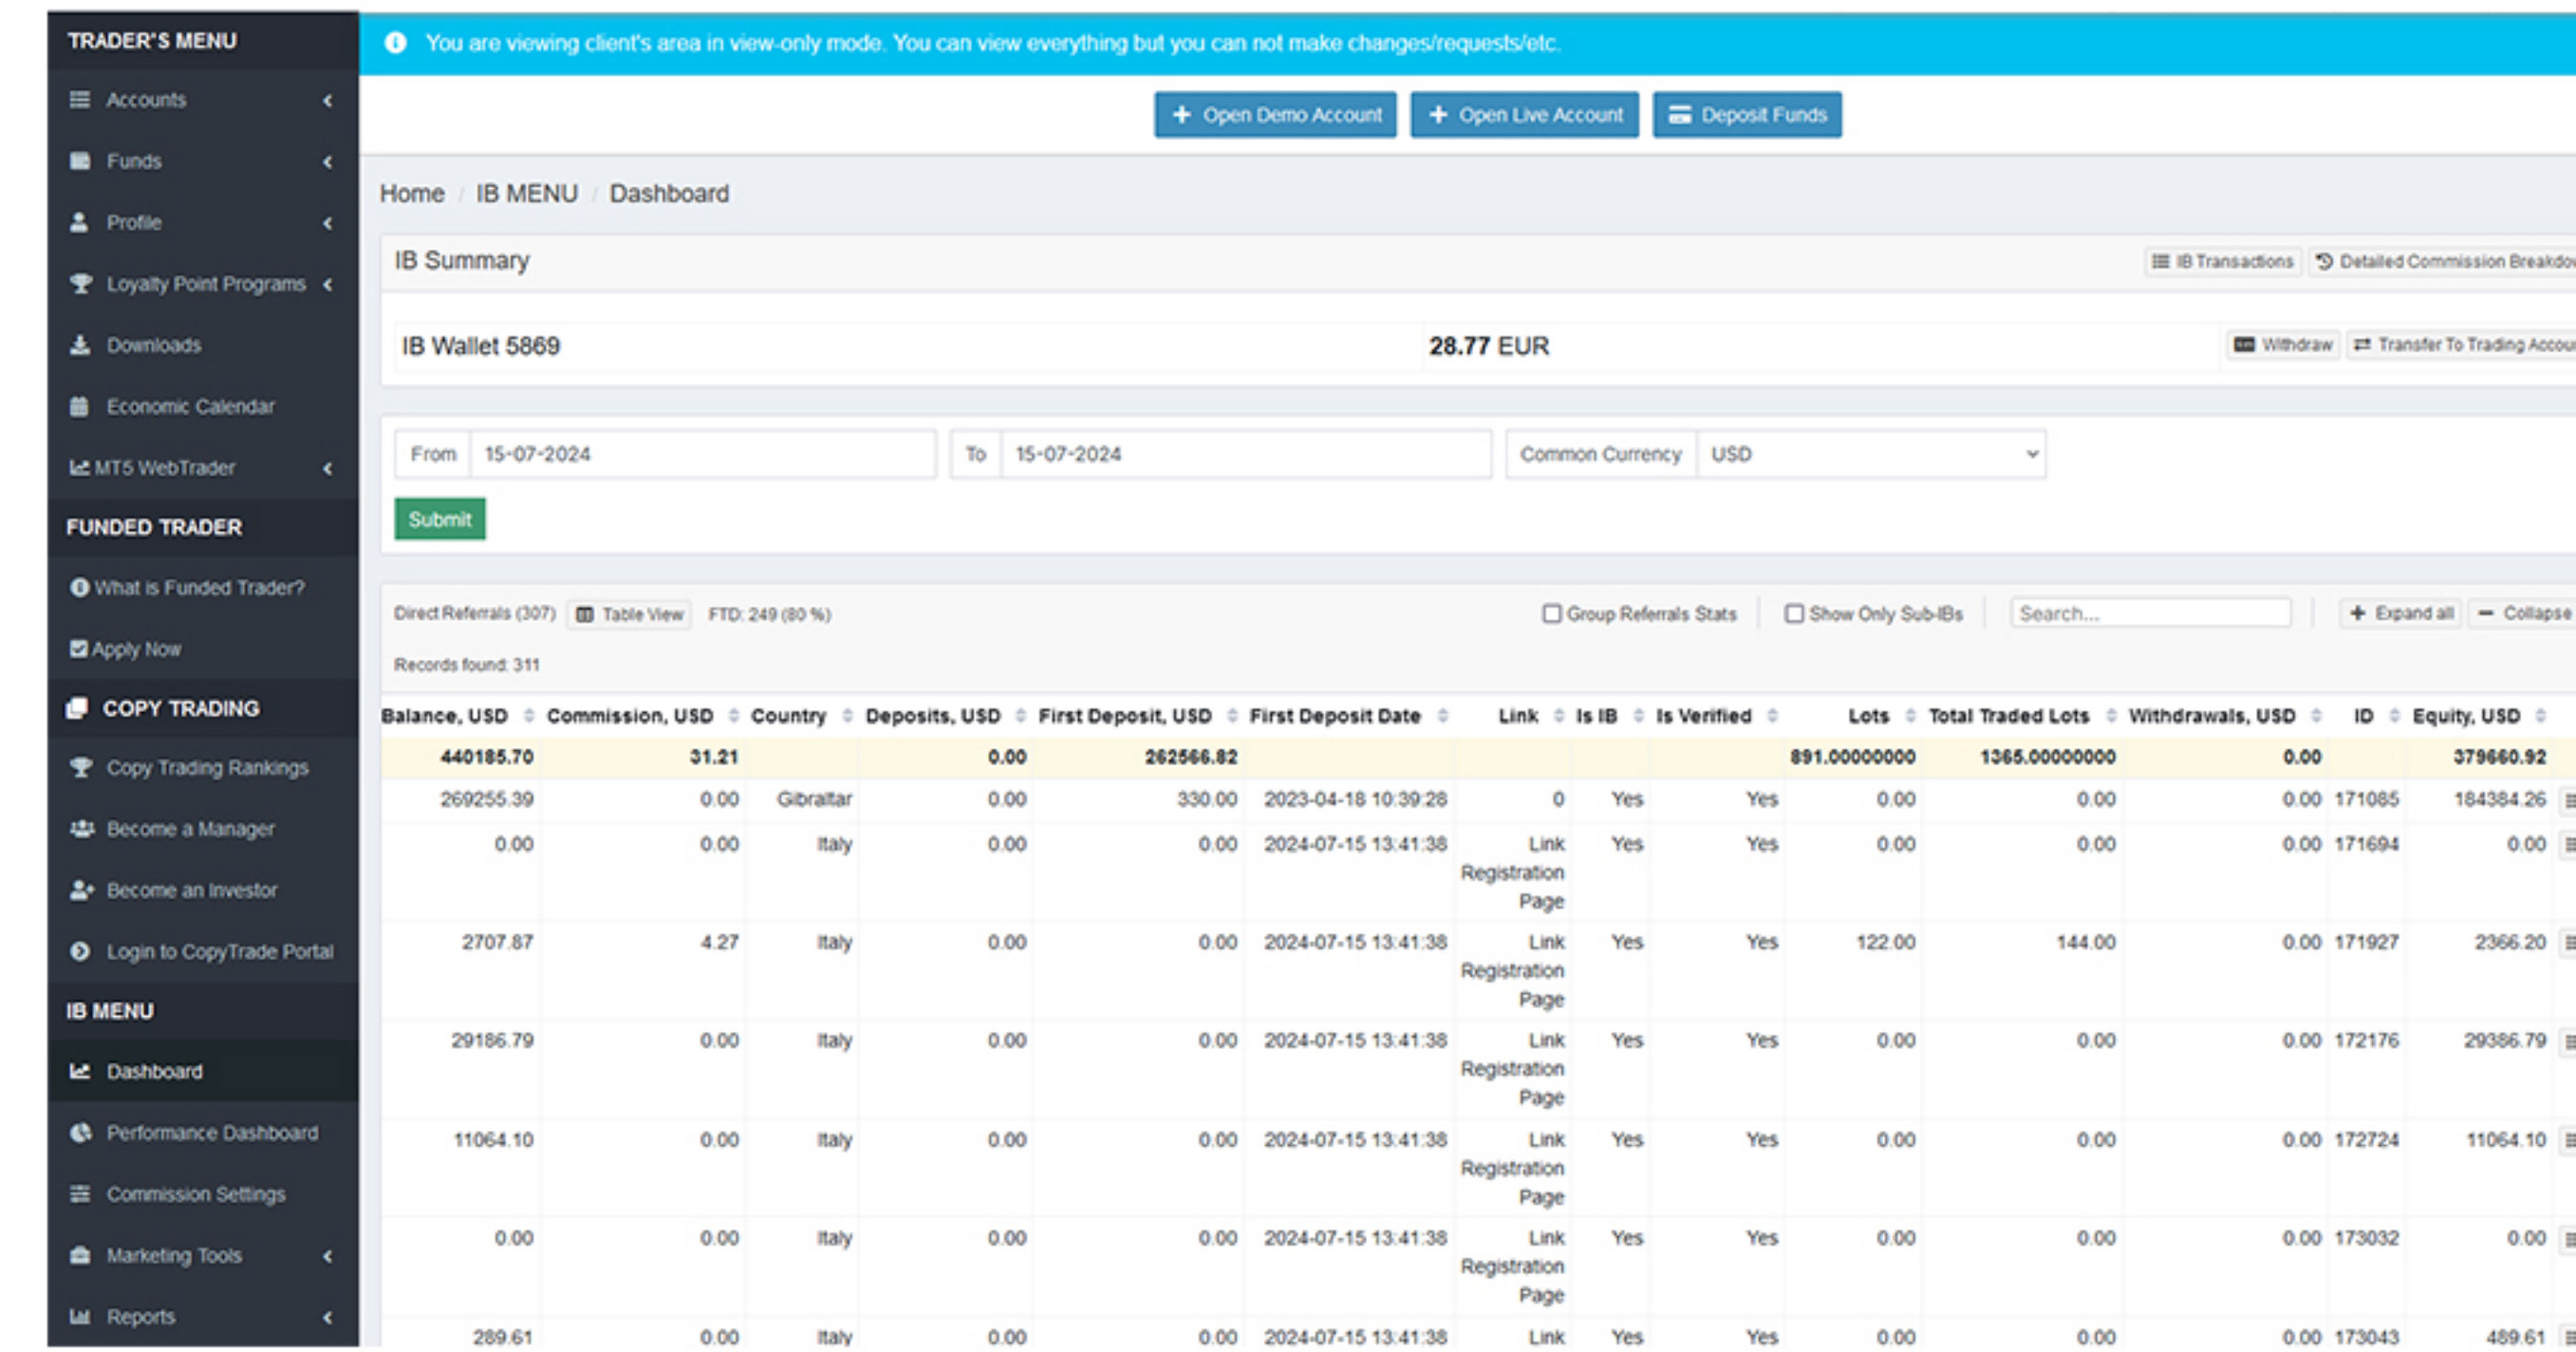 TRADER'S MENU
Accounts
Funds
Profile
Loyalty Point Programs
Downloads
Economic Calendar
MT5 WebTrader
FUNDED TRADER
What is Funded Trader?
Apply Now
COPY TRADING
Copy Trading Rankings
Become a Manager
Become an Investor
Login to CopyTrade Portal
IB MENU
Dashboard
Performance Dashboard
Commission Settings
Marketing Tools
Reports
You are viewing client's area in view-only mode. You can view everything but you can not make changes/requests/etc.
+ Open Demo Account + Open Live Account Deposit Funds
Home / IB MENU / Dashboard
IB Summary IB Transactions Detailed Commission Breakdow
IB Wallet 5869 28.77 EUR Withdraw Transfer To Trading Accou
From 15-07-2024 To 15-07-2024 Common Currency USD
Submit
Direct Referrals (307) Table View FTD: 249 (80 %) Group Referrals Stats Show Only Sub-IBs Search... + Expand all − Collapse
Records found: 311
Balance, USD Commission, USD Country Deposits, USD First Deposit, USD First Deposit Date Link Is IB Is Verified Lots Total Traded Lots Withdrawals, USD ID Equity, USD
440185.70 31.21 0.00 262566.82 891.00000000 1365.00000000 0.00 379660.92
269255.39 0.00 Gibraltar 0.00 330.00 2023-04-18 10:39:28 0 Yes Yes 0.00 0.00 0.00 171085 184384.26
0.00 0.00 Italy 0.00 0.00 2024-07-15 13:41:38 Link Yes Yes 0.00 0.00 0.00 171694 0.00
Registration
Page
2707.87 4.27 Italy 0.00 0.00 2024-07-15 13:41:38 Link Yes Yes 122.00 144.00 0.00 171927 2366.20
Registration
Page
29186.79 0.00 Italy 0.00 0.00 2024-07-15 13:41:38 Link Yes Yes 0.00 0.00 0.00 172176 29386.79
Registration
Page
11064.10 0.00 Italy 0.00 0.00 2024-07-15 13:41:38 Link Yes Yes 0.00 0.00 0.00 172724 11064.10
Registration
Page
0.00 0.00 Italy 0.00 0.00 2024-07-15 13:41:38 Link Yes Yes 0.00 0.00 0.00 173032 0.00
Registration
Page
289.61 0.00 Italy 0.00 0.00 2024-07-15 13:41:38 Link Yes Yes 0.00 0.00 0.00 173043 489.61